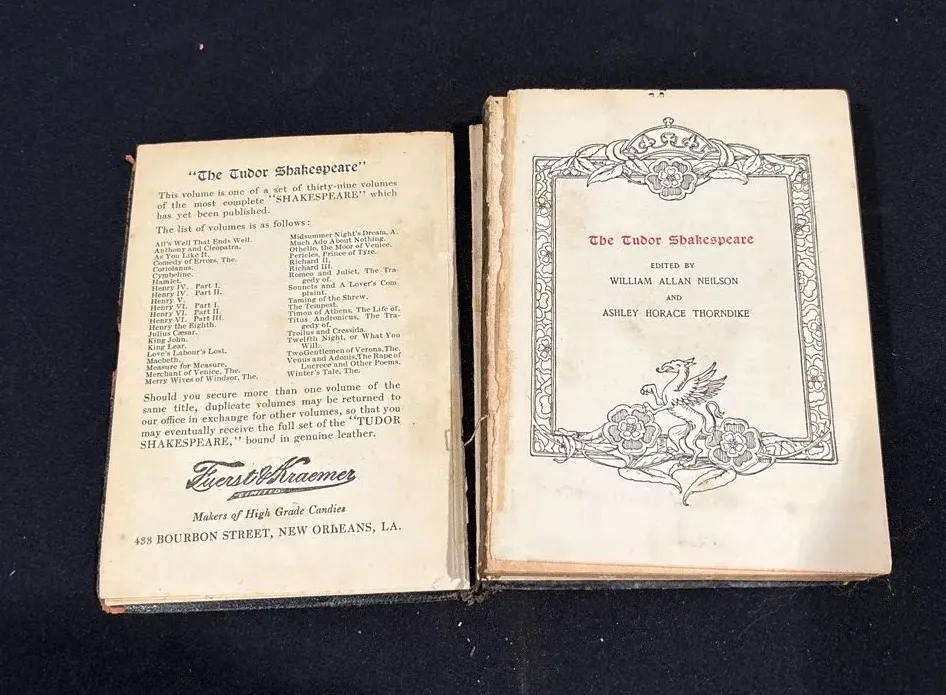 "The Tudor Shakespeare"
This volume is one of a set of thirty-nine volumes
of the most complete "SHAKESPEARE" which
has yet been published.
The list of volumes is as follows:
All's Well That Ends Well.
Anthony and Cleopatra.
As You Like It.
Comedy of Errors, The.
Coriolanus.
Cymbeline.
Hamlet.
Henry IV. Part I.
Henry IV. Part II.
Henry V.
Henry VI. Part I.
Henry VI. Part II.
Henry VI. Part III.
Henry the Eighth.
Julius Cæsar.
King John.
King Lear.
Love's Labour's Lost.
Macbeth.
Measure for Measure.
Merchant of Venice, The.
Merry Wives of Windsor, The.
Midsummer Night's Dream, A.
Much Ado About Nothing.
Othello, the Moor of Venice.
Pericles, Prince of Tyre.
Richard II.
Richard III.
Romeo and Juliet, The Tra-
gedy of.
Sonnets and A Lover's Com-
plaint.
Taming of the Shrew.
The Tempest.
Timon of Athens, The Life of.
Titus Andronicus, The Tra-
gedy of.
Troilus and Cressida.
Twelfth Night, or What You
Will.
Two Gentlemen of Verona, The.
Venus and Adonis, The Rape of
Lucrece and Other Poems.
Winter's Tale, The.
Should you secure more than one volume of the
same title, duplicate volumes may be returned to
our office in exchange for other volumes, so that you
may eventually receive the full set of the "TUDOR
SHAKESPEARE," bound in genuine leather.
Fuerst & Kraemer
LIMITED
Makers of High Grade Candies
433 BOURBON STREET, NEW ORLEANS, LA.
The Tudor Shakespeare
EDITED BY
WILLIAM ALLAN NEILSON
AND
ASHLEY HORACE THORNDIKE